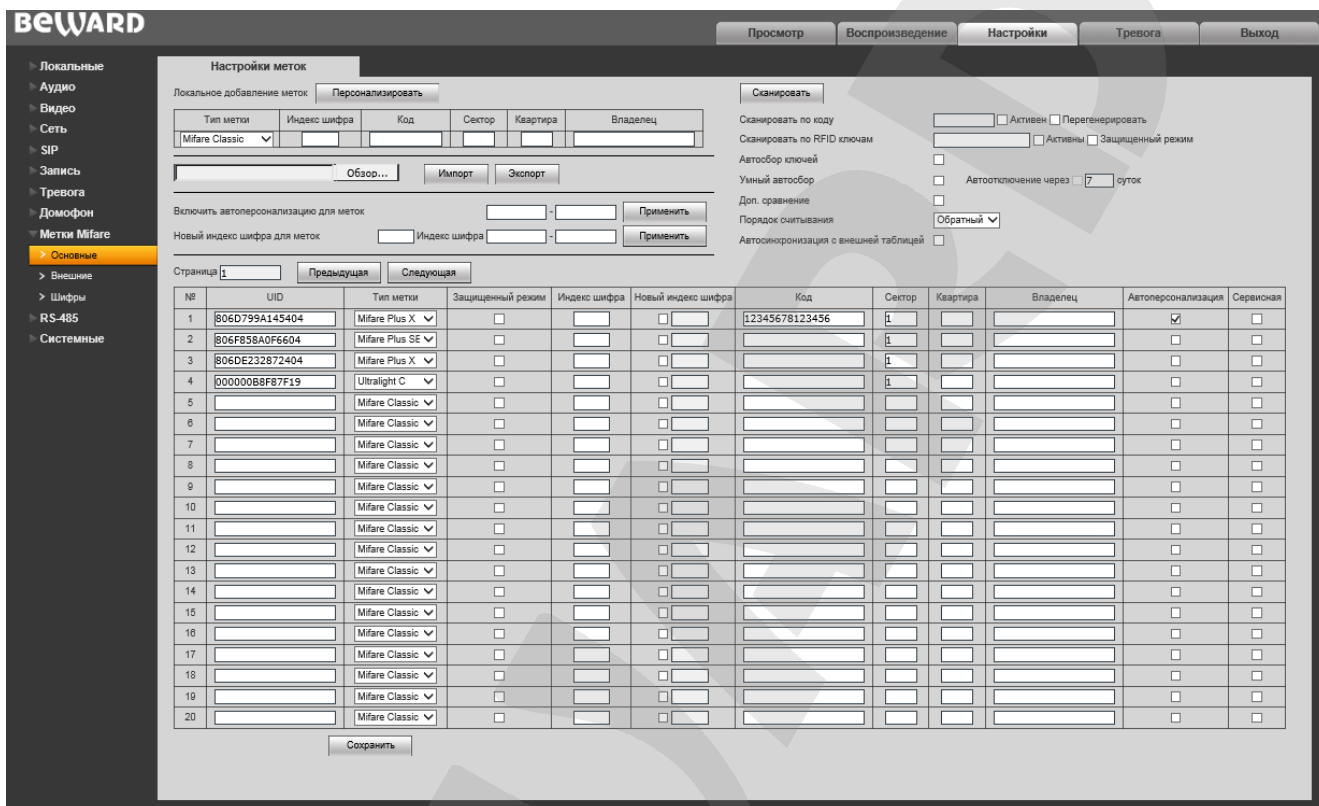 BEWARD
Просмотр Воспроизведение Настройки Тревога Выход
Локальные
Аудио
Видео
Сеть
SIP
Запись
Тревога
Домофон
Метки Mifare
Основные
Внешние
Шифры
RS-485
Системные
Настройки меток
Локальное добавление меток Персонализировать
Тип метки Индекс шифра Код Сектор Квартира Владелец
Mifare Classic
Обзор... Импорт Экспорт
Включить автоперсонализацию для меток - Применить
Новый индекс шифра для меток Индекс шифра - Применить
Сканировать
Сканировать по коду Активен Перегенерировать
Сканировать по RFID ключам Активны Защищенный режим
Автосбор ключей
Умный автосбор Автоотключение через 7 суток
Доп. сравнение
Порядок считывания Обратный
Автосинхронизация с внешней таблицей
Страница 1 Предыдущая Следующая
№ UID Тип метки Защищенный режим Индекс шифра Новый индекс шифра Код Сектор Квартира Владелец Автоперсонализация Сервисная
1 806D799A145404 Mifare Plus X 12345678123456 1
2 806F858A0F6604 Mifare Plus SE 1
3 806DE232872404 Mifare Plus X 1
4 000000B8F87F19 Ultralight C 1
5 Mifare Classic
6 Mifare Classic
7 Mifare Classic
8 Mifare Classic
9 Mifare Classic
10 Mifare Classic
11 Mifare Classic
12 Mifare Classic
13 Mifare Classic
14 Mifare Classic
15 Mifare Classic
16 Mifare Classic
17 Mifare Classic
18 Mifare Classic
19 Mifare Classic
20 Mifare Classic
Сохранить